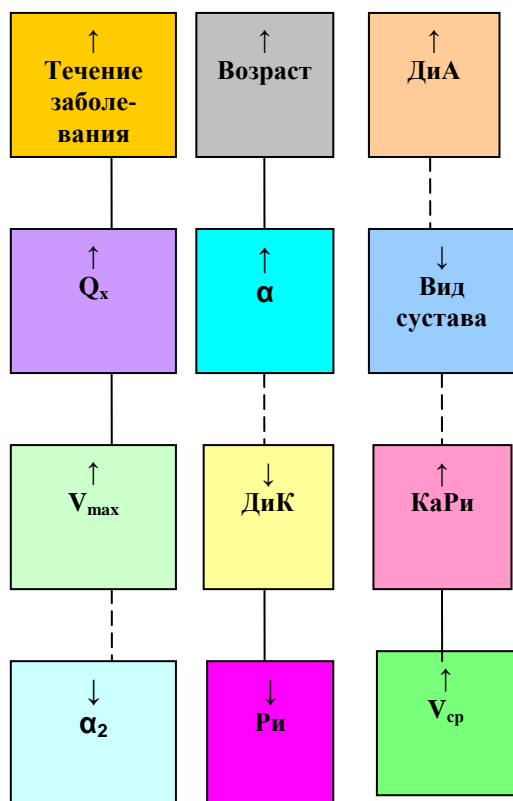 ↑
Течение
заболе-
вания
↑
Возраст
↑
ДиА
↑
Qx
↑
α
↓
Вид
сустава
↑
Vmax
↓
ДиК
↑
КаРи
↓
α2
↓
Ри
↑
Vср